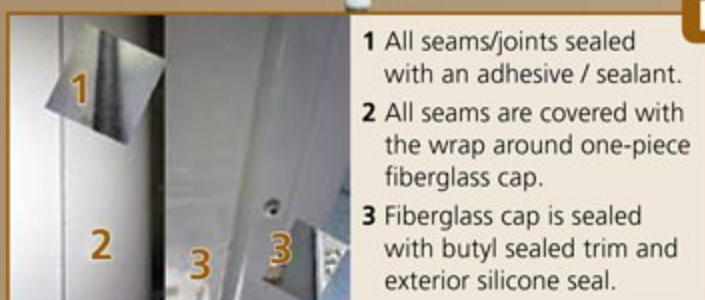 1 All seams/joints sealed
with an adhesive / sealant.
2 All seams are covered with
the wrap around one-piece
fiberglass cap.
3 Fiberglass cap is sealed
with butyl sealed trim and
exterior silicone seal.
1
2
3
3